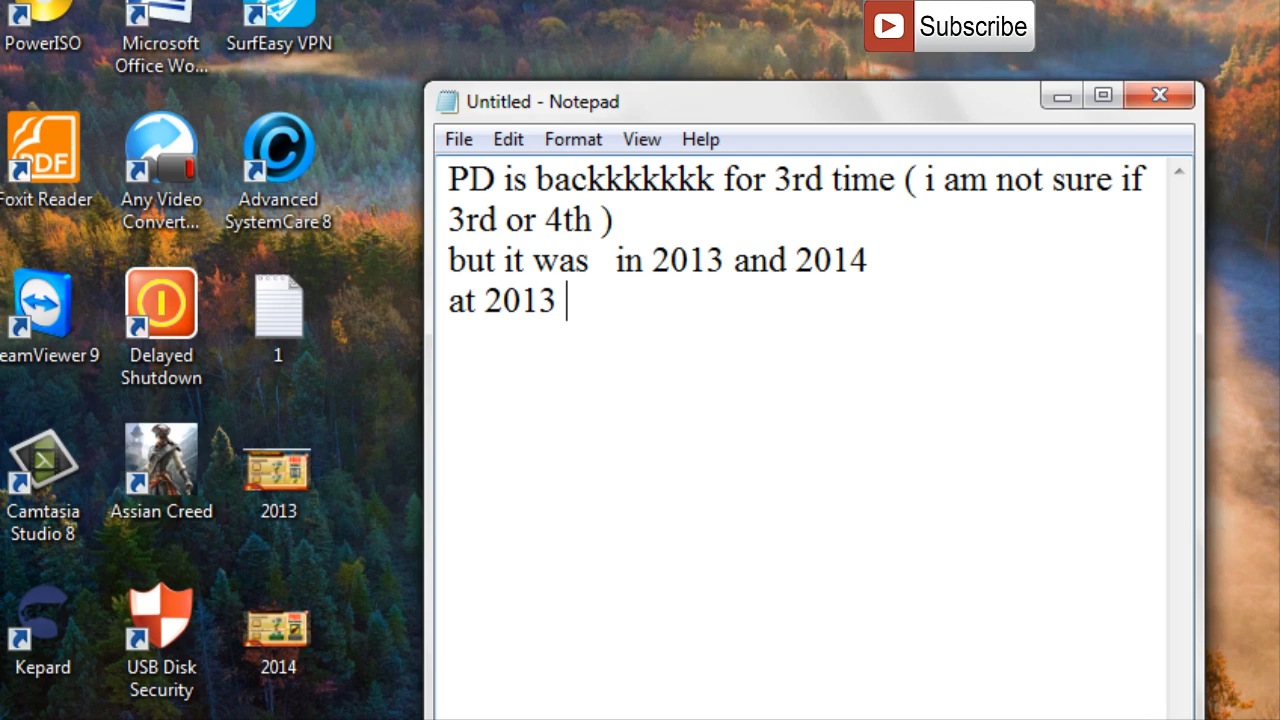 PowerISO
Microsoft
Office Wo...
SurfEasy VPN
Subscribe
Untitled - Notepad
File Edit Format View Help
PD is backkkkkkk for 3rd time ( i am not sure if
3rd or 4th )
but it was in 2013 and 2014
at 2013
PDF
Foxit Reader
Any Video
Convert...
Advanced
SystemCare 8
eamViewer 9
Delayed
Shutdown
1
Camtasia
Studio 8
Assian Creed
2013
Kepard
USB Disk
Security
2014